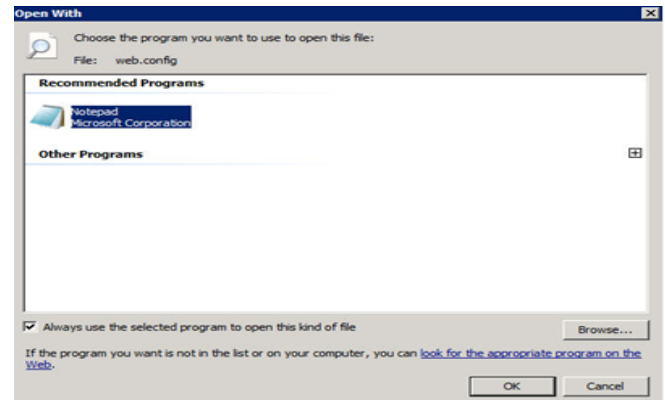 Open With
Choose the program you want to use to open this file:
File: web.config
Recommended Programs
Notepad
Microsoft Corporation
Other Programs
Always use the selected program to open this kind of file
Browse...
If the program you want is not in the list or on your computer, you can look for the appropriate program on the
Web.
OK
Cancel